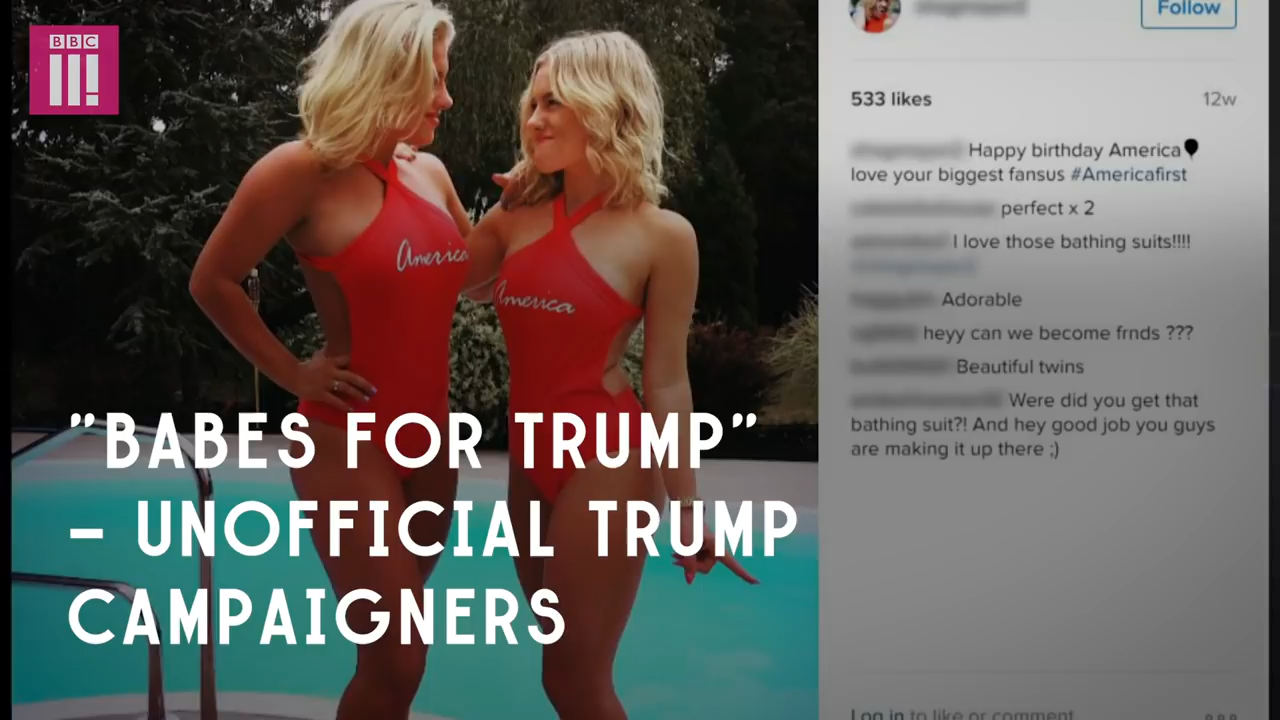 BBC
Follow
533 likes
12w
Happy birthday America
love your biggest fansus #Americafirst
perfect x 2
I love those bathing suits!!!!
Adorable
heyy can we become frnds ???
Beautiful twins
Were did you get that
bathing suit?! And hey good job you guys
are making it up there ;)
America
America
"BABES FOR TRUMP"
– UNOFFICIAL TRUMP
CAMPAIGNERS
Log in to like or comment.